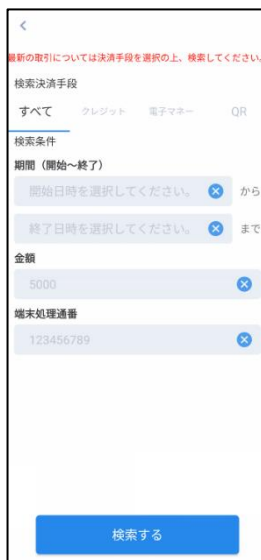 最新の取引については決済手段を選択の上、検索してください。
検索決済手段
すべて クレジット 電子マネー QR
検索条件
期間（開始～終了）
開始日時を選択してください。 から
終了日時を選択してください。 まで
金額
5000
端末処理通番
123456789
検索する